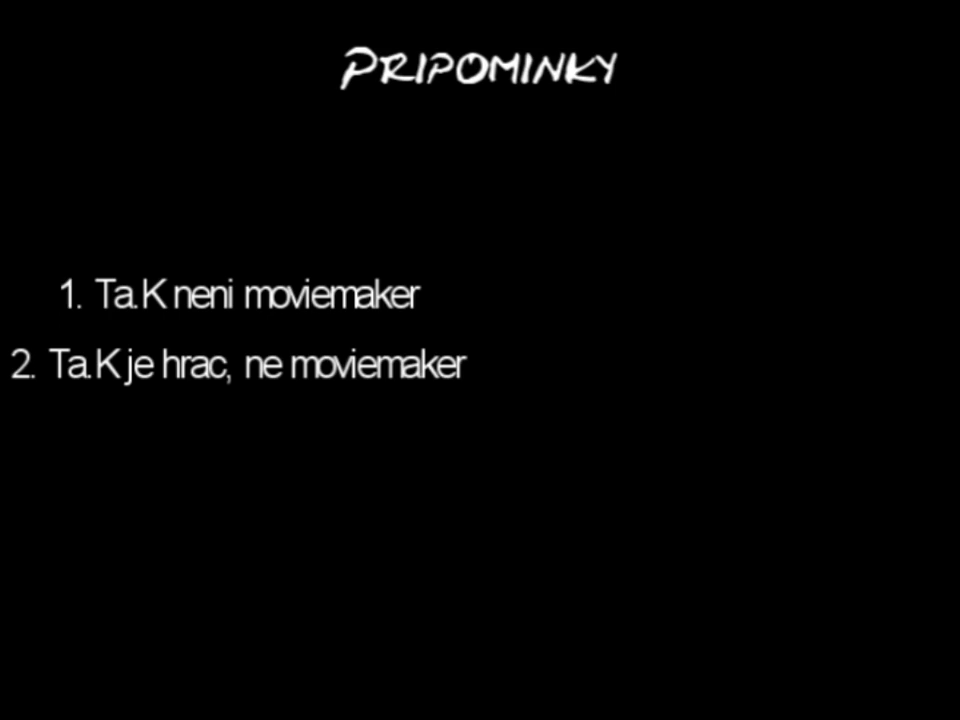 PRIPOMINKY
1. Ta.K neni moviemaker
2. Ta.K je hrac, ne moviemaker